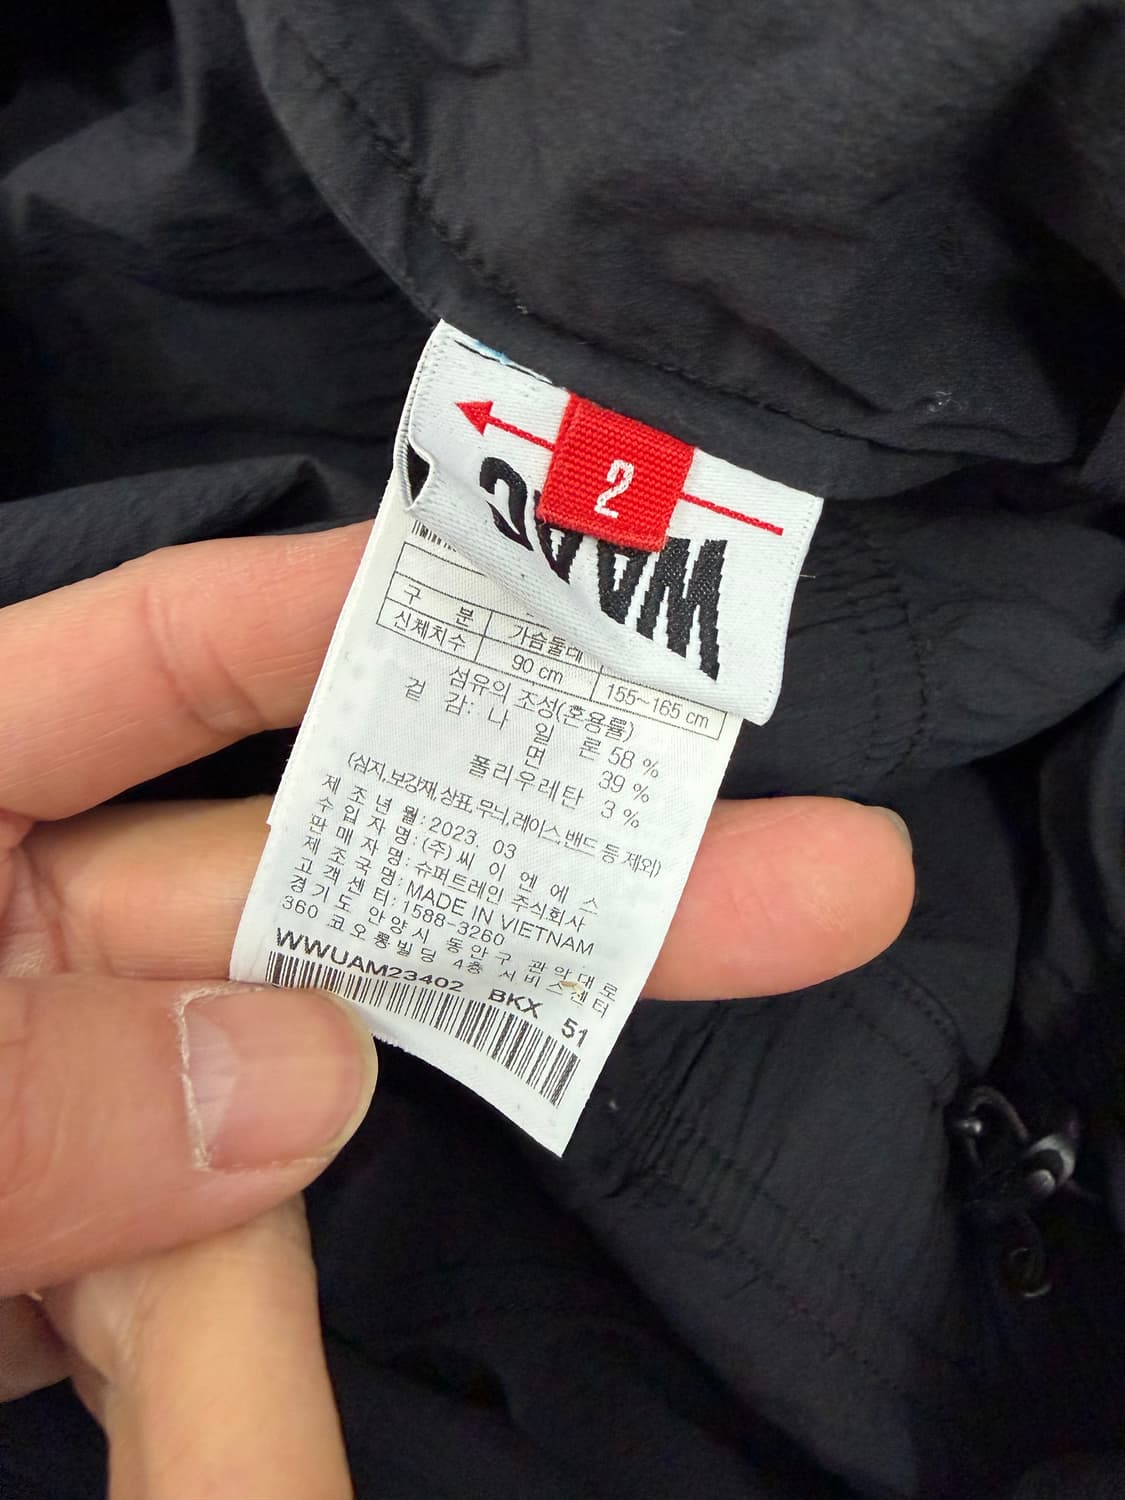 2
WAAC
구 분 가슴둘레
신체치수 90 cm 155~165 cm
섬유의 조성(혼용률)
겉 감: 나 일 론 58 %
면 39 %
폴리우레탄 3 %
(심지,보강재,상표,무늬,레이스,밴드 등 제외)
제 조 년 월: 2023. 03
수 입 자 명: (주) 씨 이 엔 에 스
판 매 자 명: 슈퍼트레인 주식회사
제 조 국 명: MADE IN VIETNAM
고 객 센 터: 1588-3260
경 기 도 안 양 시 동 안 구 관 악 대 로
360 코 오 롱 빌 딩 4층 서 비 스 센 터
WWUAM23402 BKX 51